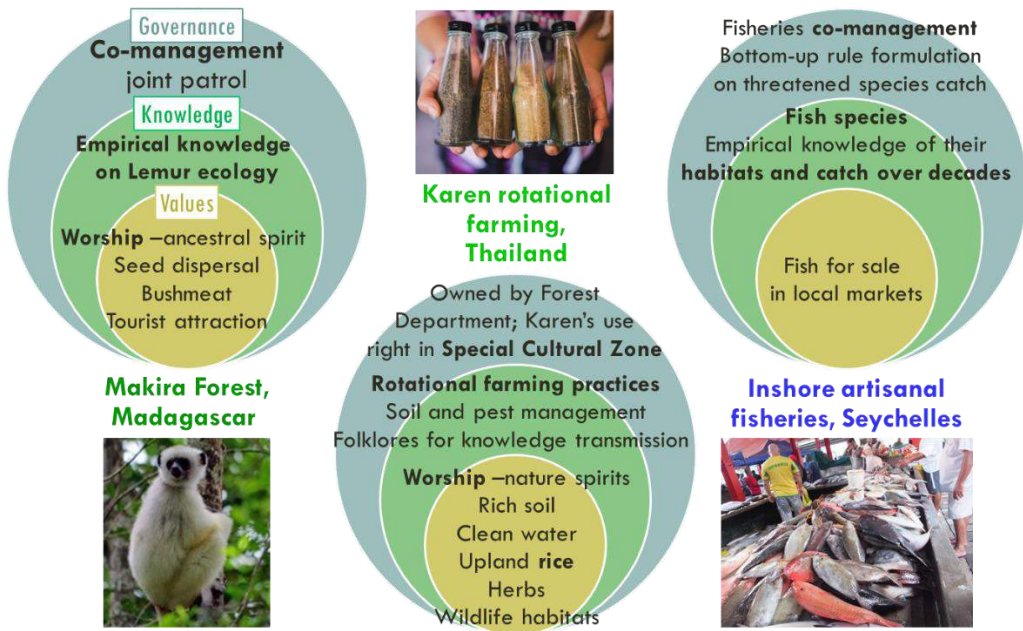 Governance
Co-management
joint patrol
Knowledge
Empirical knowledge
on Lemur ecology
Values
Worship –ancestral spirit
Seed dispersal
Bushmeat
Tourist attraction
Makira Forest,
Madagascar
Karen rotational
farming,
Thailand
Owned by Forest
Department; Karen's use
right in Special Cultural Zone
Rotational farming practices
Soil and pest management
Folklores for knowledge transmission
Worship –nature spirits
Rich soil
Clean water
Upland rice
Herbs
Wildlife habitats
Fisheries co-management
Bottom-up rule formulation
on threatened species catch
Fish species
Empirical knowledge of their
habitats and catch over decades
Fish for sale
in local markets
Inshore artisanal
fisheries, Seychelles